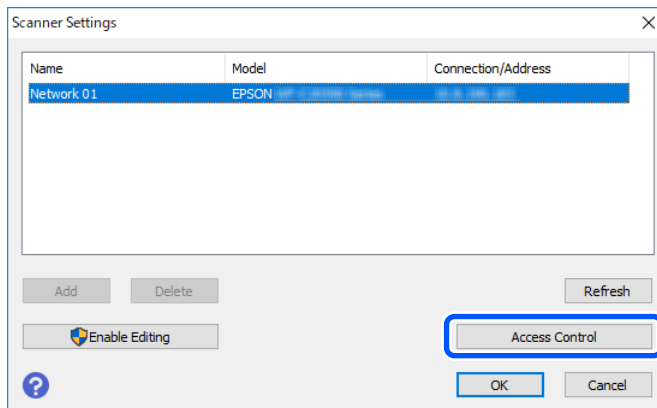 Scanner Settings
Name Model Connection/Address
Network 01 EPSON
Add Delete Refresh
Enable Editing Access Control
OK Cancel